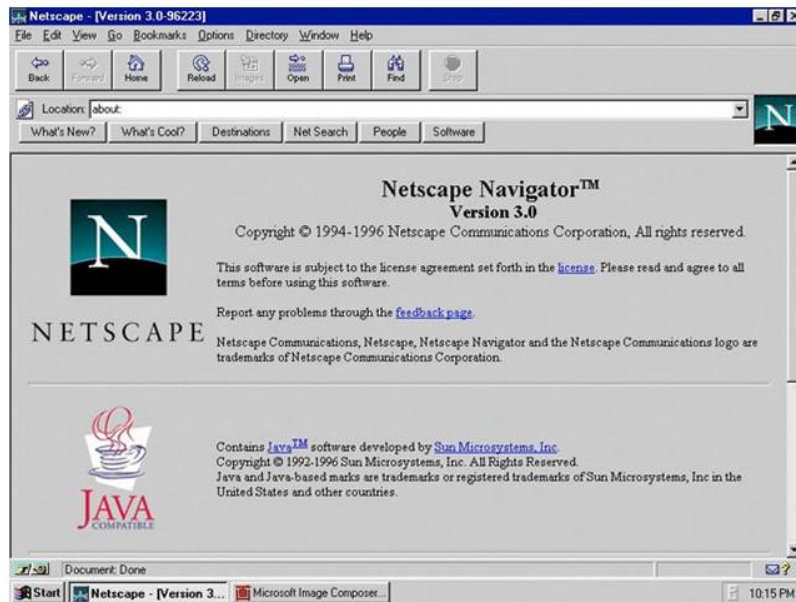 Netscape - [Version 3.0-96223]
File Edit View Go Bookmarks Options Directory Window Help
Back Forward Home Reload Images Open Print Find Stop
Location: about:
N
What's New? What's Cool? Destinations Net Search People Software
Netscape Navigator™
Version 3.0
Copyright © 1994-1996 Netscape Communications Corporation, All rights reserved.
N
NETSCAPE
This software is subject to the license agreement set forth in the license. Please read and agree to all
terms before using this software.
Report any problems through the feedback page.
Netscape Communications, Netscape, Netscape Navigator and the Netscape Communications logo are
trademarks of Netscape Communications Corporation.
JAVA
COMPATIBLE
Contains Java™ software developed by Sun Microsystems, Inc.
Copyright © 1992-1996 Sun Microsystems, Inc. All Rights Reserved.
Java and Java-based marks are trademarks or registered trademarks of Sun Microsystems, Inc in the
United States and other countries.
Document: Done
Start Netscape - [Version 3... Microsoft Image Composer... 10:15 PM